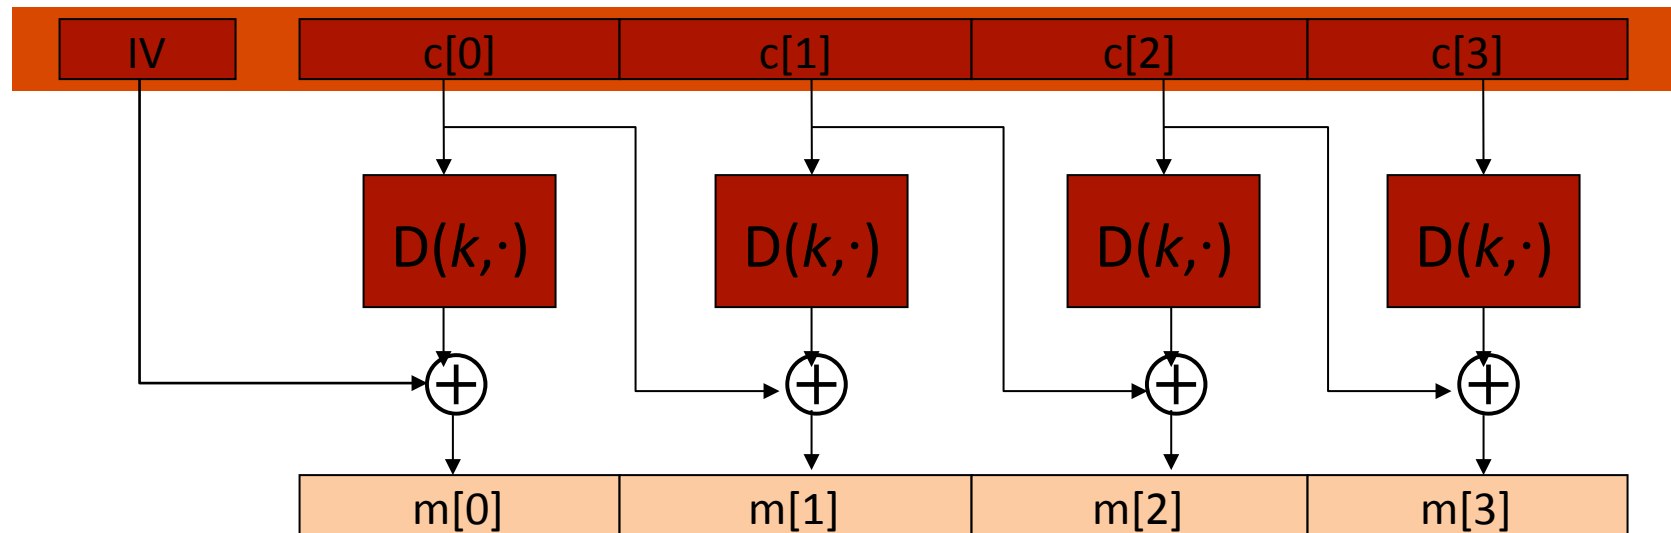 IV c[0] c[1] c[2] c[3]
D(k,·) D(k,·) D(k,·) D(k,·)
m[0] m[1] m[2] m[3]